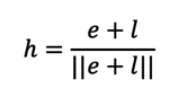 h = (e + l) / ||e + l||